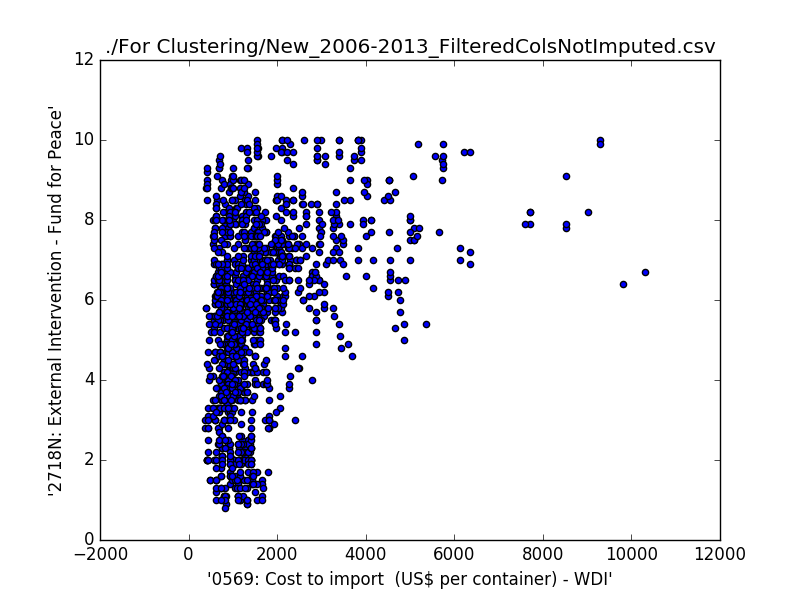 ./For Clustering/New_2006-2013_FilteredColsNotImputed.csv
'2718N: External Intervention - Fund for Peace'
12
10
8
6
4
2
0
−2000 0 2000 4000 6000 8000 10000 12000
'0569: Cost to import  (US$ per container) - WDI'